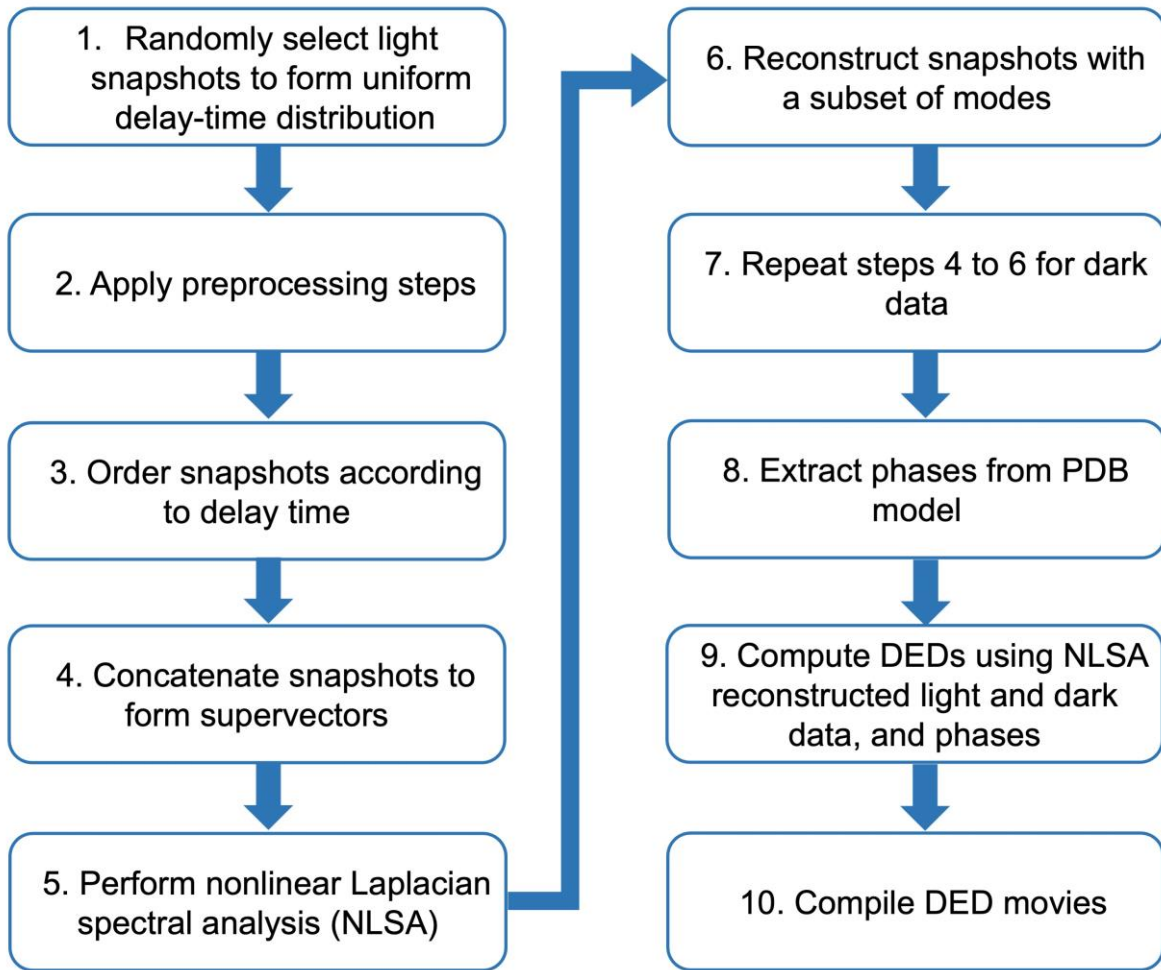 1. Randomly select light
snapshots to form uniform
delay-time distribution
2. Apply preprocessing steps
3. Order snapshots according
to delay time
4. Concatenate snapshots to
form supervectors
5. Perform nonlinear Laplacian
spectral analysis (NLSA)
6. Reconstruct snapshots with
a subset of modes
7. Repeat steps 4 to 6 for dark
data
8. Extract phases from PDB
model
9. Compute DEDs using NLSA
reconstructed light and dark
data, and phases
10. Compile DED movies